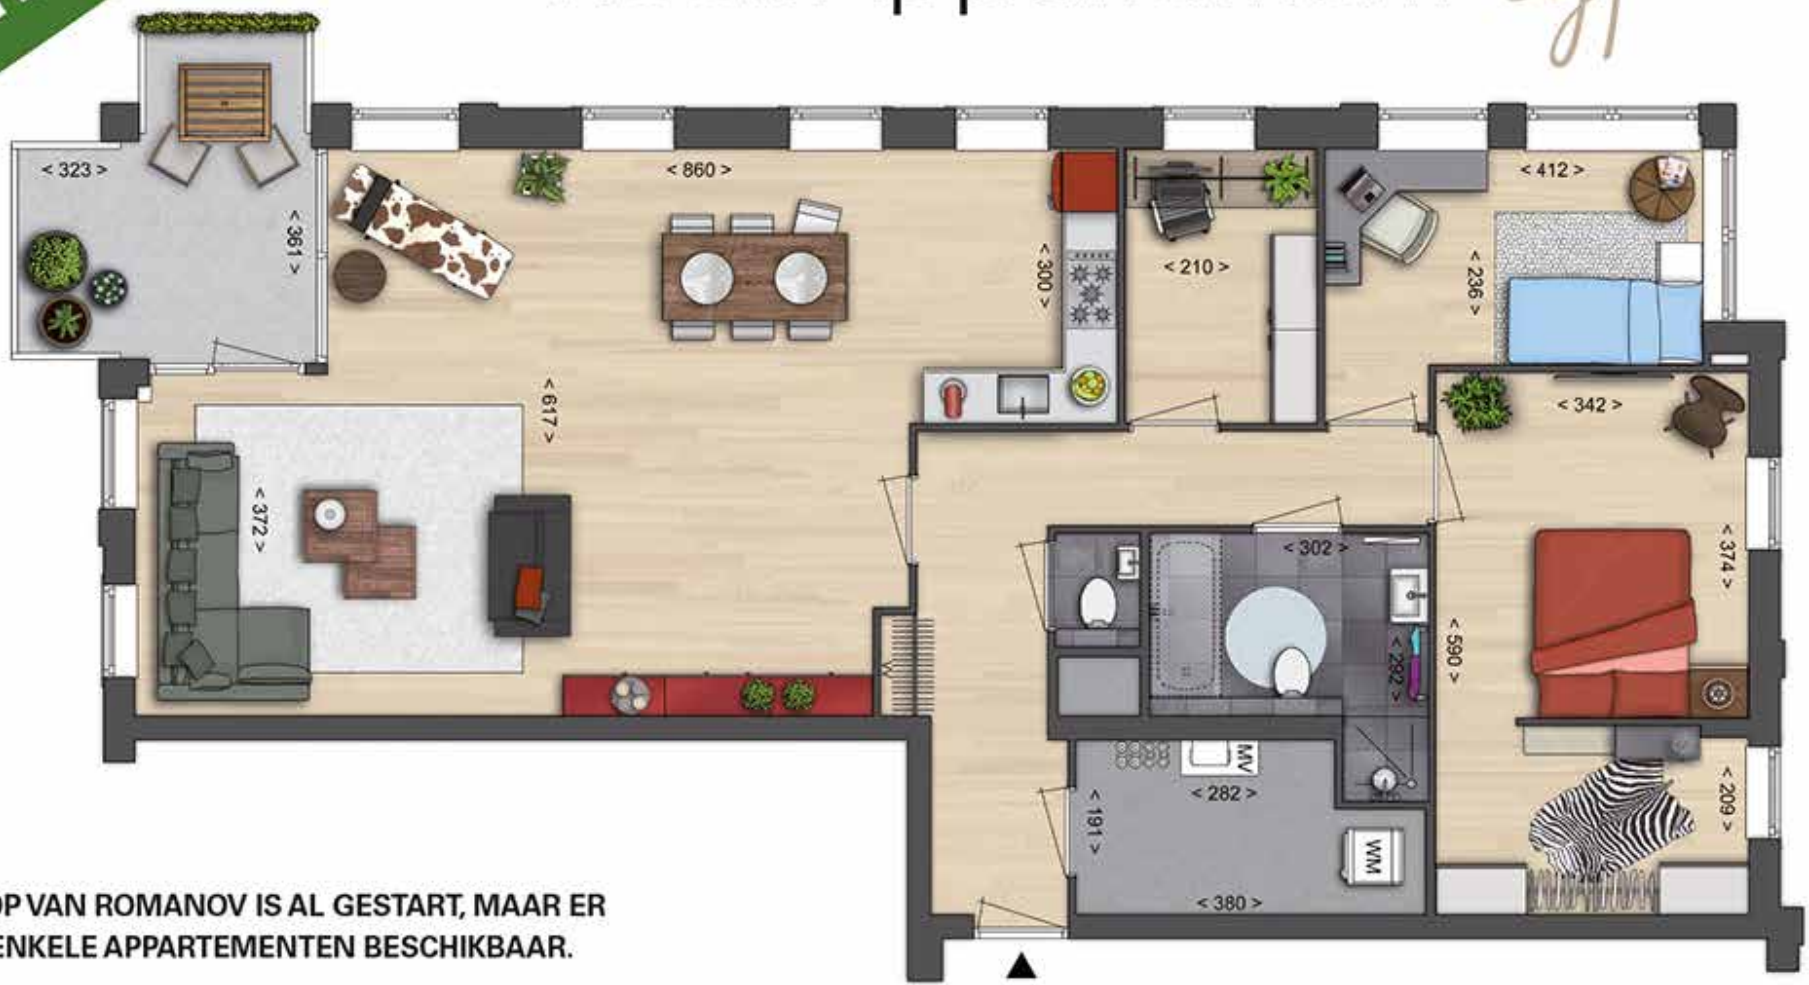 < 323 >
< 361 >
< 860 >
< 300 >
< 210 >
< 412 >
< 236 >
< 617 >
< 372 >
< 342 >
< 374 >
< 302 >
< 292 >
< 590 >
MV
< 282 >
< 191 >
< 209 >
WM
< 380 >
OP VAN ROMANOV IS AL GESTART, MAAR ER
ENKELE APPARTEMENTEN BESCHIKBAAR.